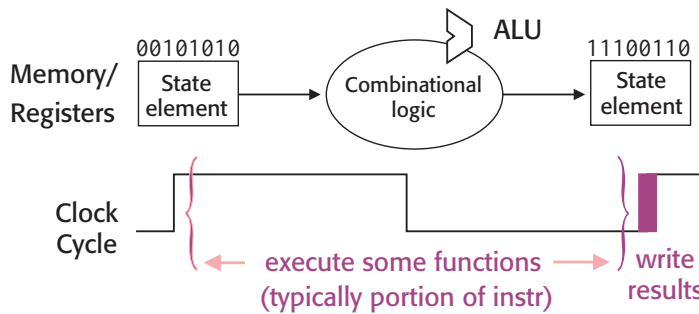 ALU
00101010
11100110
Memory/
Registers
State
element
Combinational
logic
State
element
Clock
Cycle
execute some functions
(typically portion of instr)
write
results